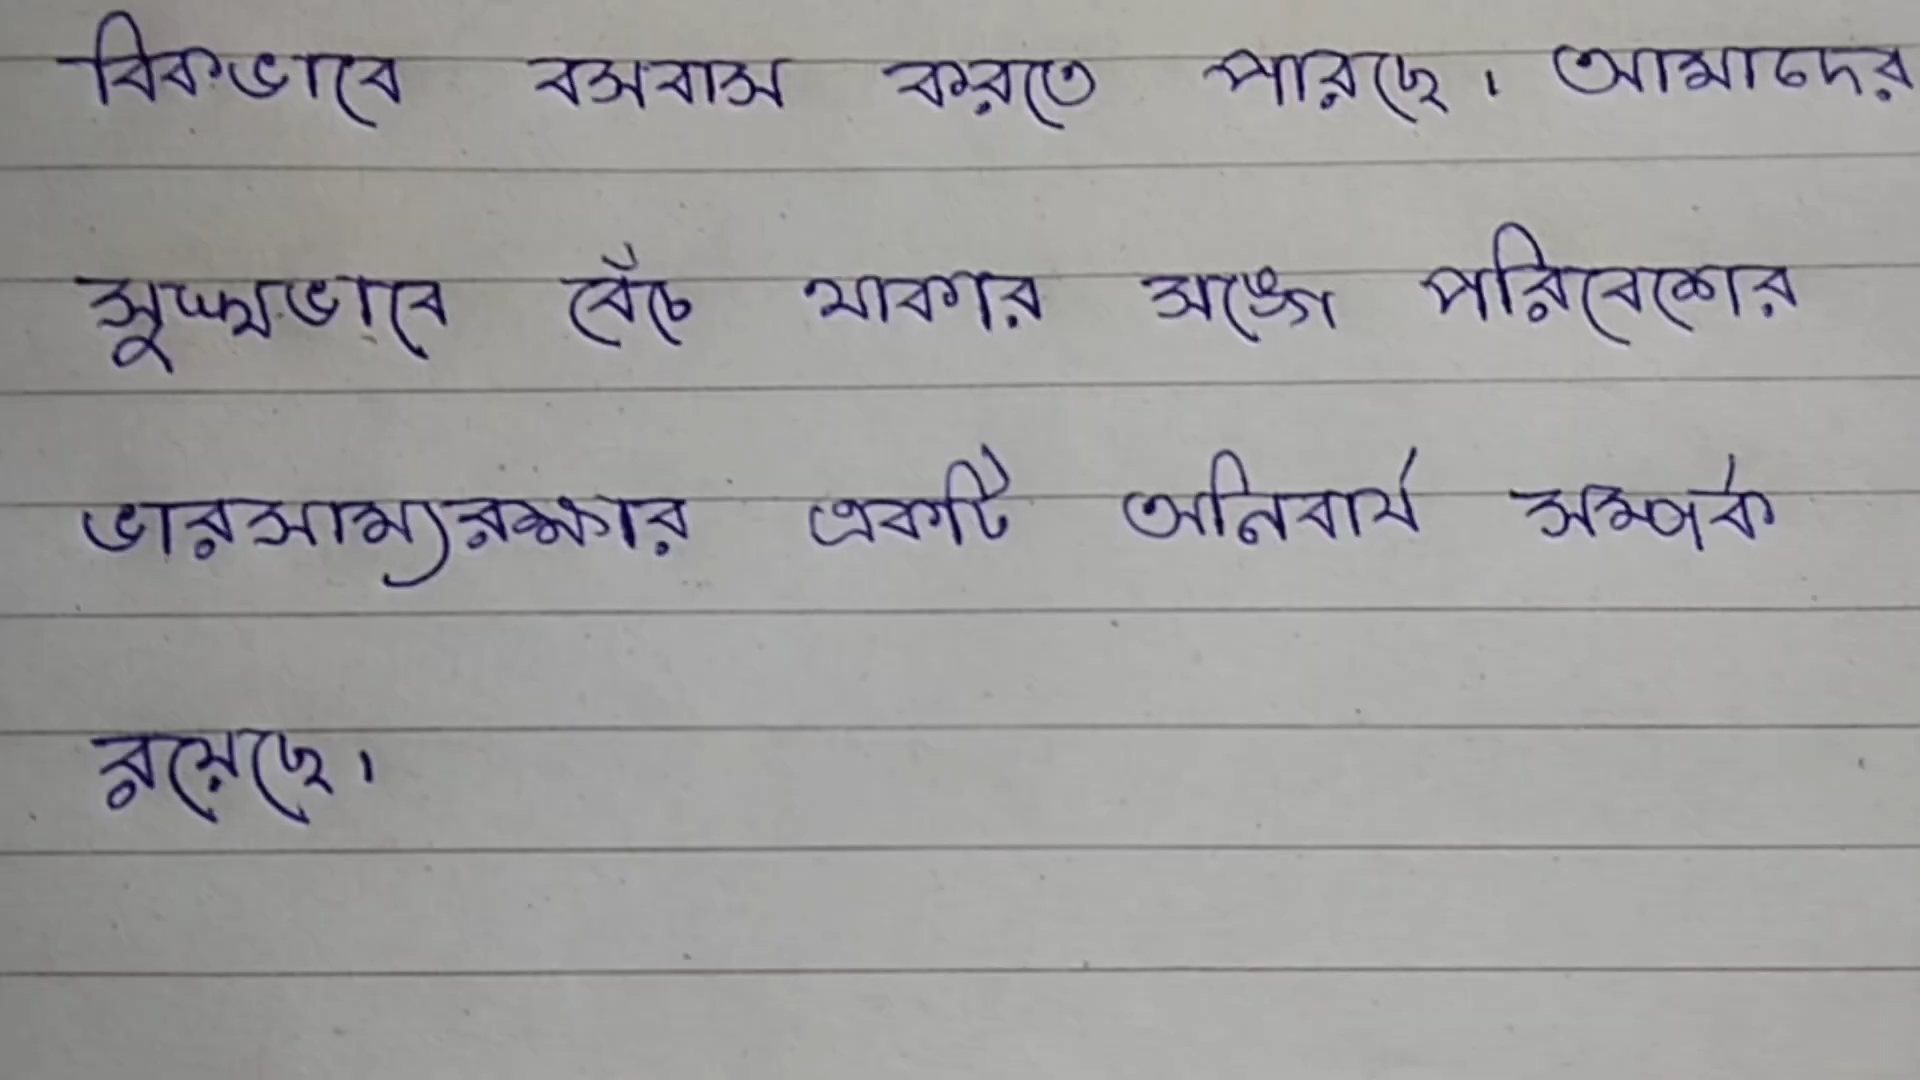 বিকভাবে বসবাস করতে পারছে। আমাদের
সুস্থভাবে বেঁচে থাকার সঙ্গে পরিবেশের
ভারসাম্যরক্ষার একটি অনিবার্য সম্পর্ক
রয়েছে।